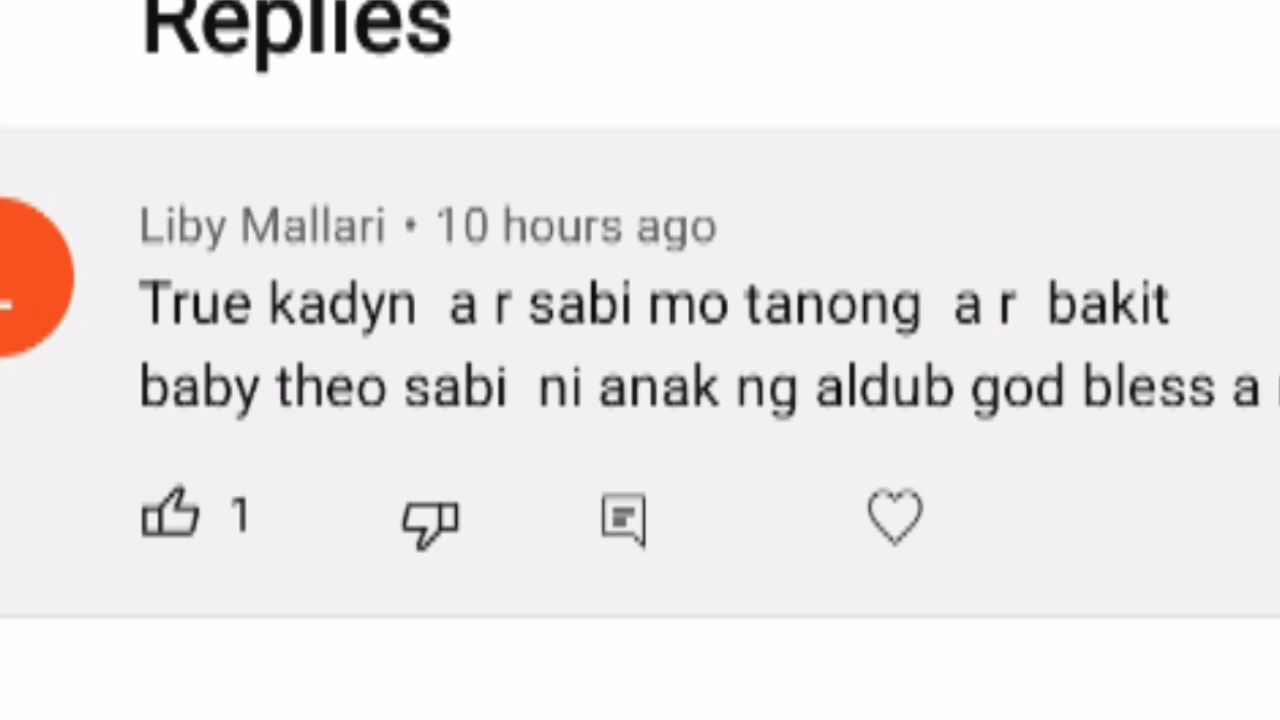 Replies
Liby Mallari • 10 hours ago
True kadyn a r sabi mo tanong a r bakit
baby theo sabi ni anak ng aldub god bless a
1